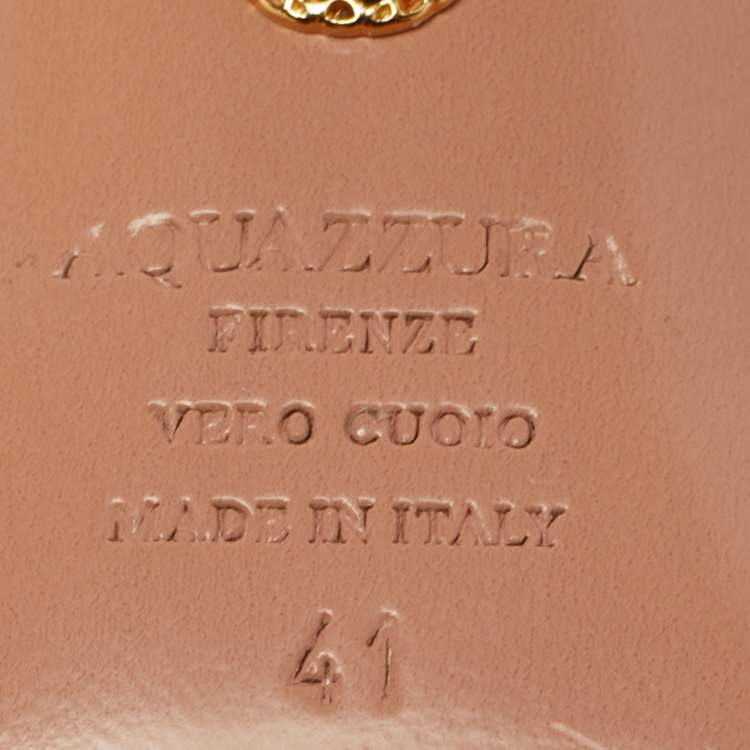 AQUAZZURA
FIRENZE
VERO CUOIO
MADE IN ITALY
41